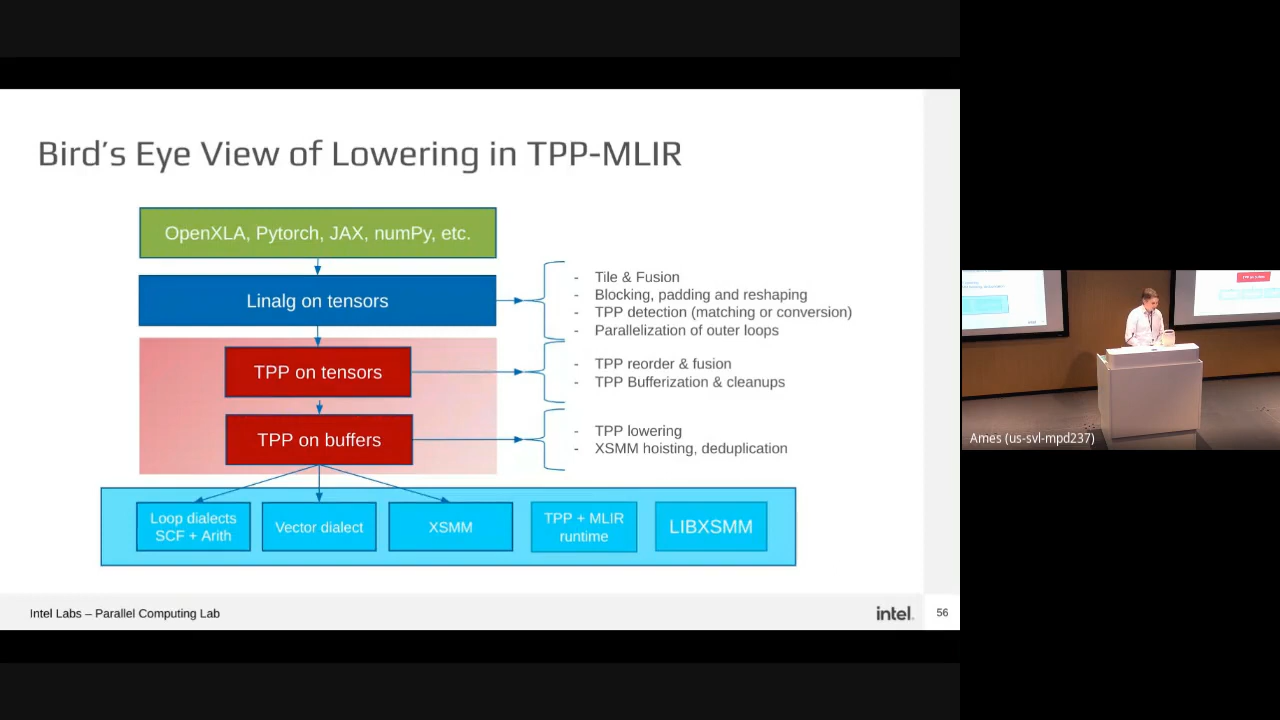 Bird's Eye View of Lowering in TPP-MLIR
OpenXLA, Pytorch, JAX, numPy, etc.
Linalg on tensors
- Tile & Fusion
- Blocking, padding and reshaping
- TPP detection (matching or conversion)
- Parallelization of outer loops
TPP on tensors
- TPP reorder & fusion
- TPP Bufferization & cleanups
TPP on buffers
- TPP lowering
- XSMM hoisting, deduplication
Loop dialects
SCF + Arith
Vector dialect
XSMM
TPP + MLIR
runtime
LIBXSMM
Intel Labs – Parallel Computing Lab
intel.
56
Ames (us-svl-mpd237)